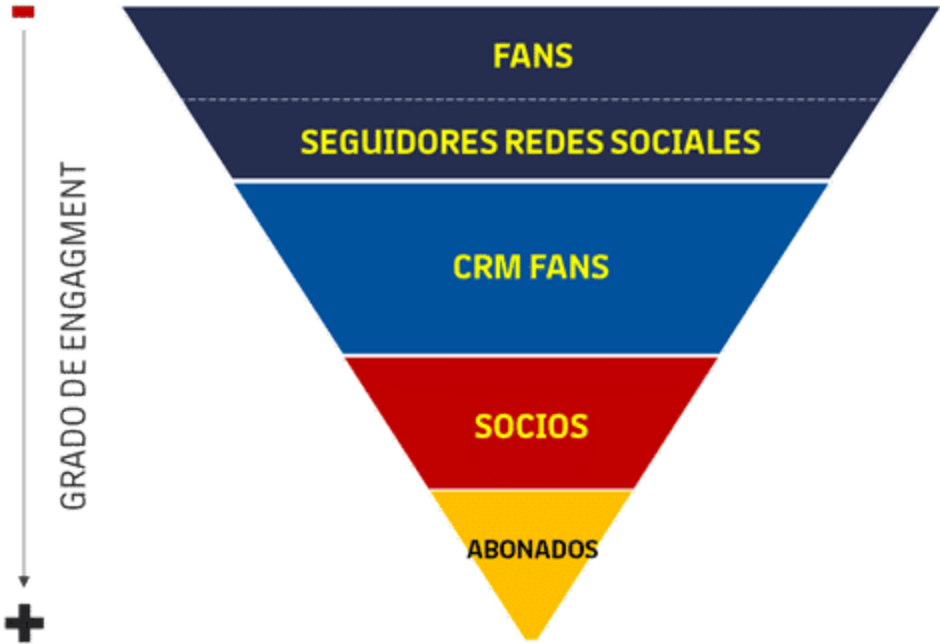 GRADO DE ENGAGMENT
FANS
SEGUIDORES REDES SOCIALES
CRM FANS
SOCIOS
ABONADOS